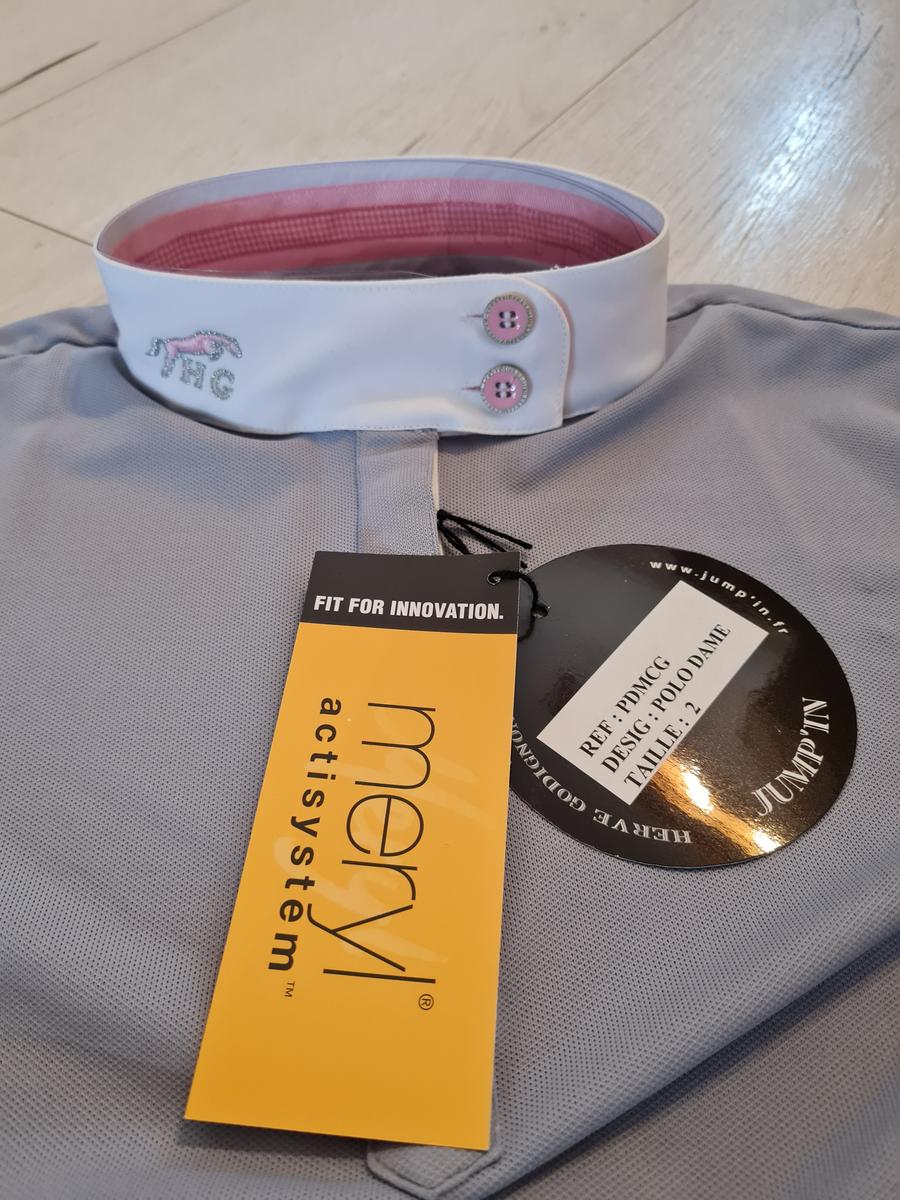 JHG
FIT FOR INNOVATION.
meryl®
actisystem™
www.jump'in.fr
REF : PDMCG
DESIG : POLO DAME
TAILLE : 2
JUMP'IN
HERVE GODIGNON